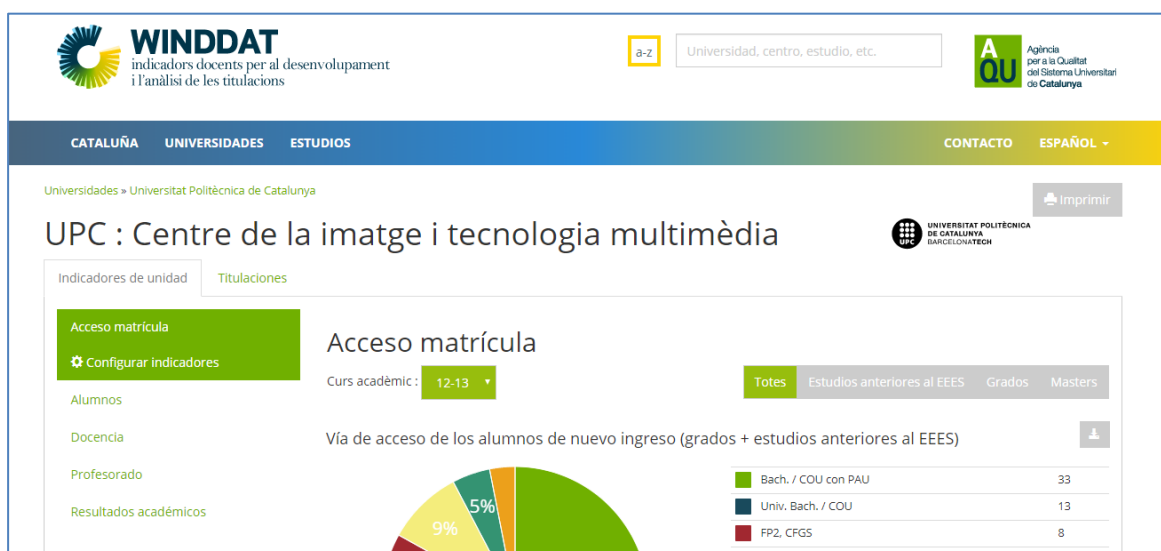 WINDDAT
indicadors docents per al desenvolupament
i l'anàlisi de les titulacions
a-z
Universidad, centro, estudio, etc.
AQU
Agència
per a la Qualitat
del Sistema Universitari
de Catalunya
CATALUÑA UNIVERSIDADES ESTUDIOS CONTACTO ESPAÑOL
Universidades » Universitat Politècnica de Catalunya
Imprimir
UPC : Centre de la imatge i tecnologia multimèdia
UPC
UNIVERSITAT POLITÈCNICA
DE CATALUNYA
BARCELONATECH
Indicadores de unidad Titulaciones
Acceso matrícula
Configurar indicadores
Alumnos
Docencia
Profesorado
Resultados académicos
Acceso matrícula
Curs acadèmic : 12-13
Totes Estudios anteriores al EEES Grados Masters
Vía de acceso de los alumnos de nuevo ingreso (grados + estudios anteriores al EEES)
5%
9%
Bach. / COU con PAU 33
Univ. Bach. / COU 13
FP2, CFGS 8